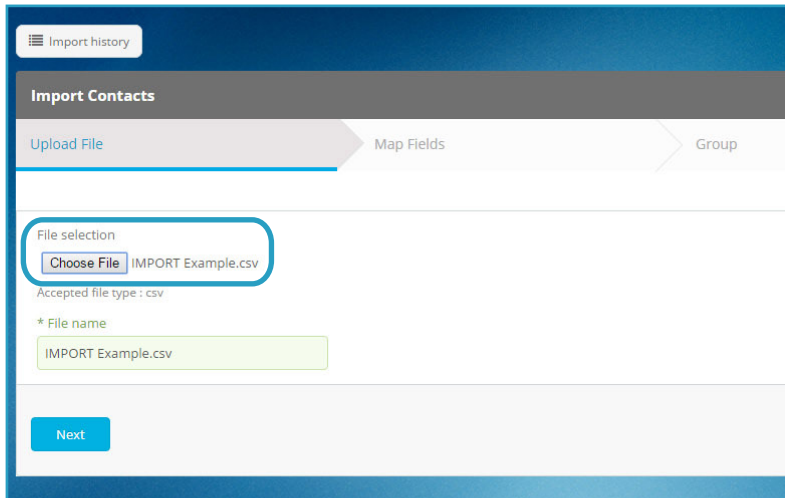 Import history
Import Contacts
Upload File Map Fields Group
File selection
Choose File IMPORT Example.csv
Accepted file type : csv
* File name
IMPORT Example.csv
Next